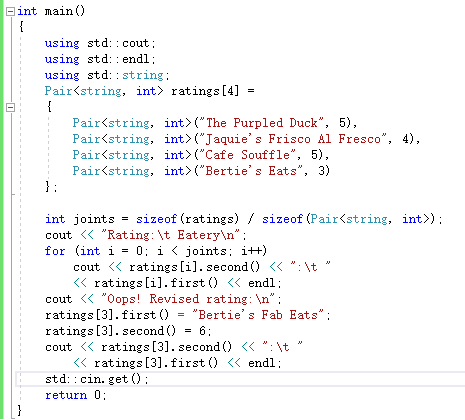 int main()
{
    using std::cout;
    using std::endl;
    using std::string;
    Pair<string, int> ratings[4] =
    {
        Pair<string, int>("The Purpled Duck", 5),
        Pair<string, int>("Jaquie's Frisco Al Fresco", 4),
        Pair<string, int>("Cafe Souffle", 5),
        Pair<string, int>("Bertie's Eats", 3)
    };

    int joints = sizeof(ratings) / sizeof(Pair<string, int>);
    cout << "Rating:\t Eatery\n";
    for (int i = 0; i < joints; i++)
        cout << ratings[i].second() << ":\t "
        << ratings[i].first() << endl;
    cout << "Oops! Revised rating:\n";
    ratings[3].first() = "Bertie's Fab Eats";
    ratings[3].second() = 6;
    cout << ratings[3].second() << ":\t "
        << ratings[3].first() << endl;
    std::cin.get();
    return 0;
}